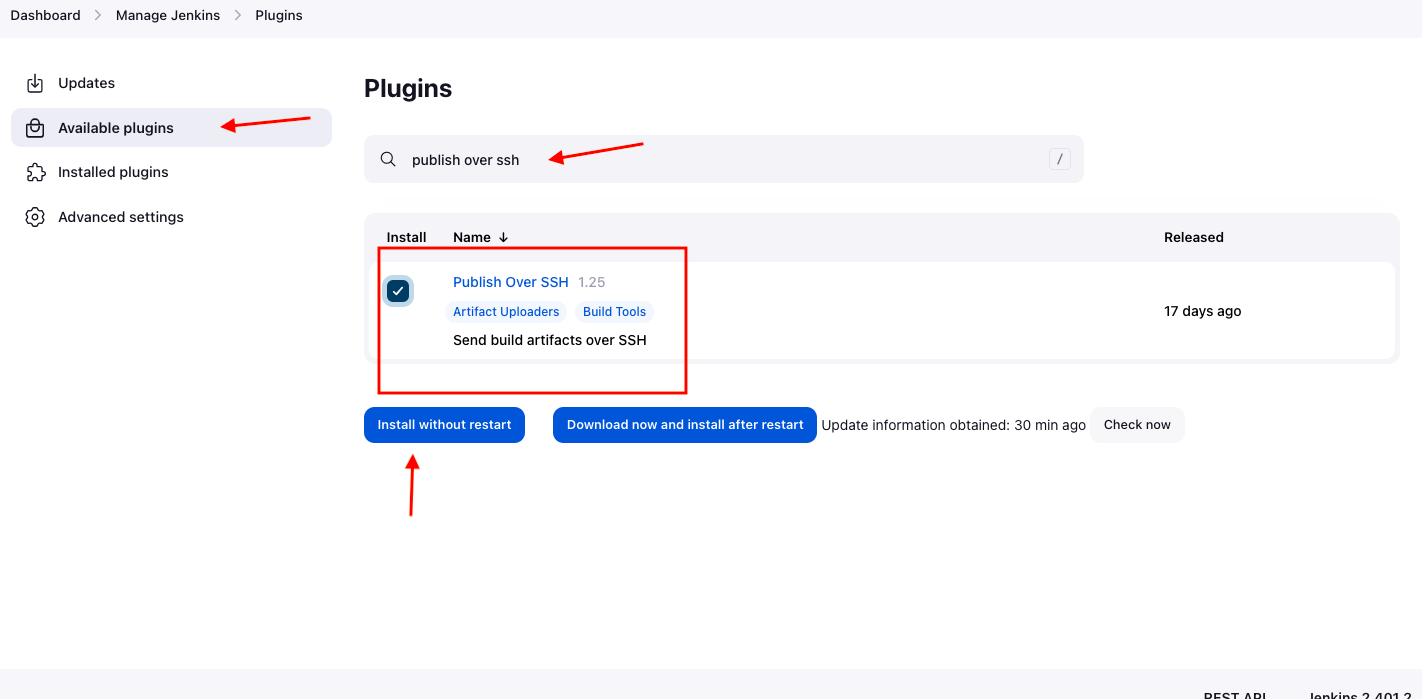 Dashboard > Manage Jenkins > Plugins
Updates
Available plugins
Installed plugins
Advanced settings
Plugins
publish over ssh /
Install Name ↓ Released
Publish Over SSH 1.25
Artifact Uploaders Build Tools
Send build artifacts over SSH
17 days ago
Install without restart Download now and install after restart Update information obtained: 30 min ago Check now
REST API Jenkins 2.401.2